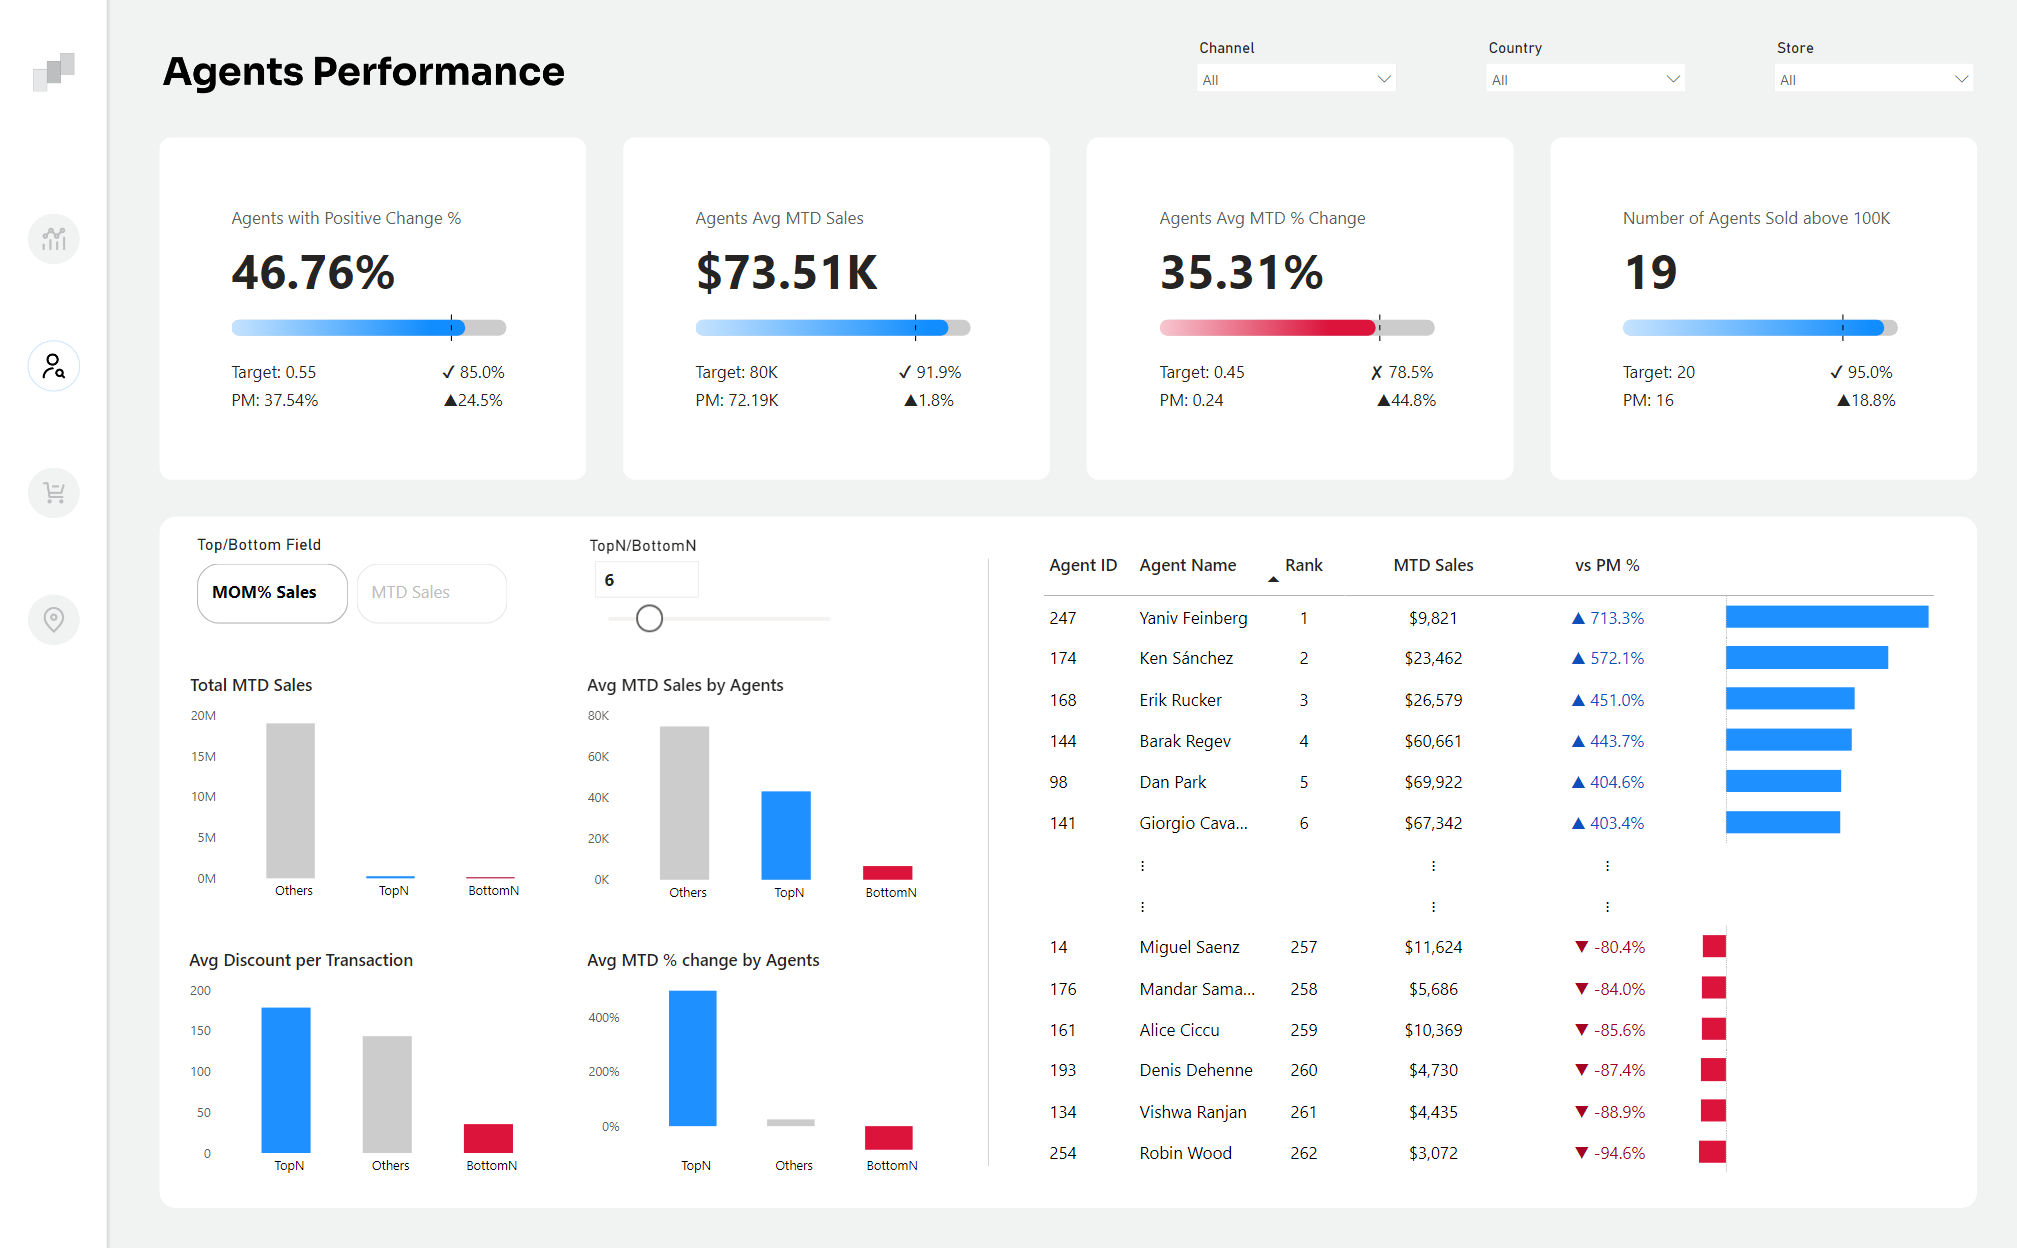 Agents Performance
Channel
All
Country
All
Store
All
Agents with Positive Change %
46.76%
Target: 0.55 ✓ 85.0%
PM: 37.54% ▲24.5%
Agents Avg MTD Sales
$73.51K
Target: 80K ✓ 91.9%
PM: 72.19K ▲1.8%
Agents Avg MTD % Change
35.31%
Target: 0.45 ✗ 78.5%
PM: 0.24 ▲44.8%
Number of Agents Sold above 100K
19
Target: 20 ✓ 95.0%
PM: 16 ▲18.8%
Top/Bottom Field
MOM% Sales
MTD Sales
TopN/BottomN
6
Total MTD Sales
20M
15M
10M
5M
0M
Others TopN BottomN
Avg MTD Sales by Agents
80K
60K
40K
20K
0K
Others TopN BottomN
Avg Discount per Transaction
200
150
100
50
0
TopN Others BottomN
Avg MTD % change by Agents
400%
200%
0%
TopN Others BottomN
Agent ID Agent Name Rank MTD Sales vs PM %
247 Yaniv Feinberg 1 $9,821 ▲ 713.3%
174 Ken Sánchez 2 $23,462 ▲ 572.1%
168 Erik Rucker 3 $26,579 ▲ 451.0%
144 Barak Regev 4 $60,661 ▲ 443.7%
98 Dan Park 5 $69,922 ▲ 404.6%
141 Giorgio Cava... 6 $67,342 ▲ 403.4%
⋮ ⋮ ⋮
⋮ ⋮ ⋮
14 Miguel Saenz 257 $11,624 ▼ -80.4%
176 Mandar Sama... 258 $5,686 ▼ -84.0%
161 Alice Ciccu 259 $10,369 ▼ -85.6%
193 Denis Dehenne 260 $4,730 ▼ -87.4%
134 Vishwa Ranjan 261 $4,435 ▼ -88.9%
254 Robin Wood 262 $3,072 ▼ -94.6%